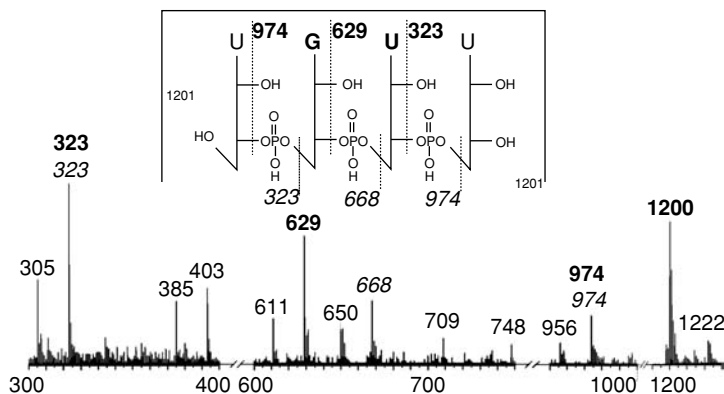 U 974 G 629 U 323 U
OH OH OH OH
1201
O O O
HO OPO OPO OPO OH
O O O
H H H
323 668 974 1201
323
323
305
385
403
629
611
650
668
709
748
974
974
956
1200
1222
300 400 600 700 1000 1200